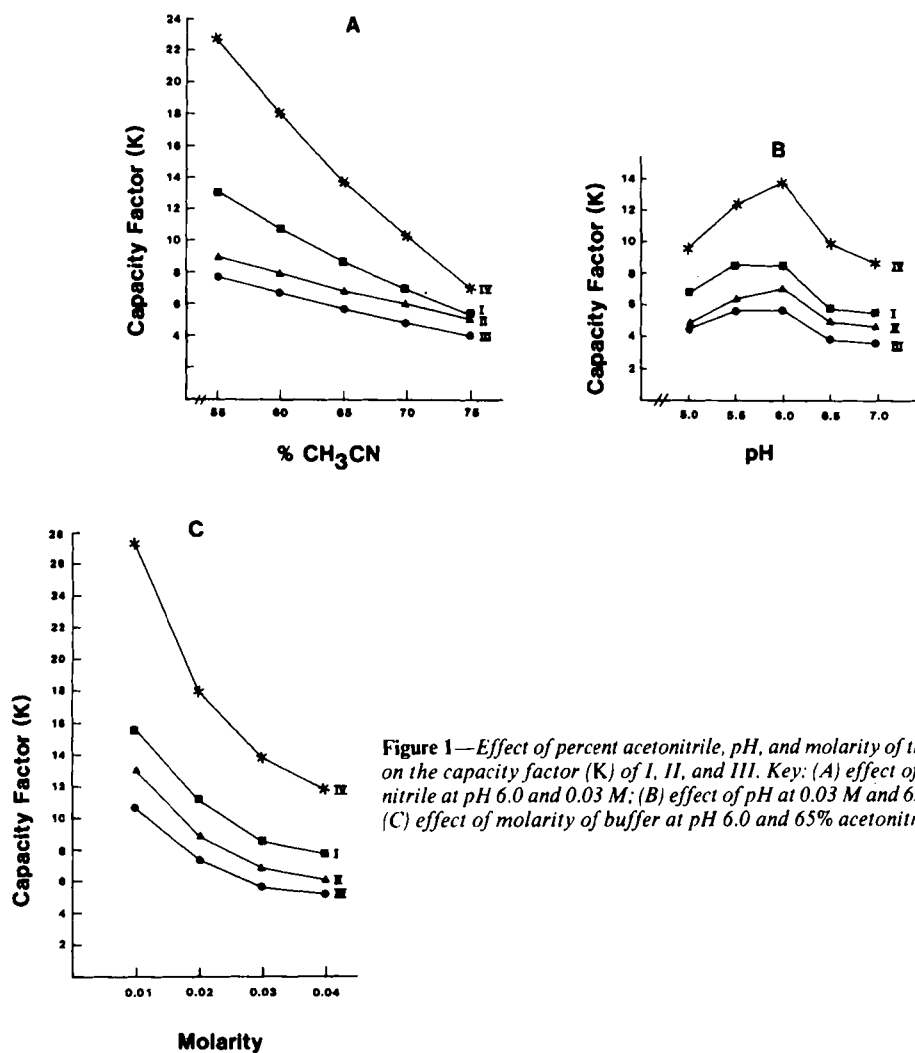 A
24
22
20
18
16
14
12
10
8
6
4
Capacity Factor (K)
IV
I
II
III
55 60 65 70 75
% CH3CN
B
14
12
10
8
6
4
2
Capacity Factor (K)
IV
I
II
III
5.0 5.5 6.0 6.5 7.0
pH
C
28
26
24
22
20
18
16
14
12
10
8
6
4
2
Capacity Factor (K)
IV
I
II
III
0.01 0.02 0.03 0.04
Molarity
Figure 1—Effect of percent acetonitrile, pH, and molarity of
on the capacity factor (K) of I, II, and III. Key: (A) effect of
nitrile at pH 6.0 and 0.03 M; (B) effect of pH at 0.03 M and
(C) effect of molarity of buffer at pH 6.0 and 65%